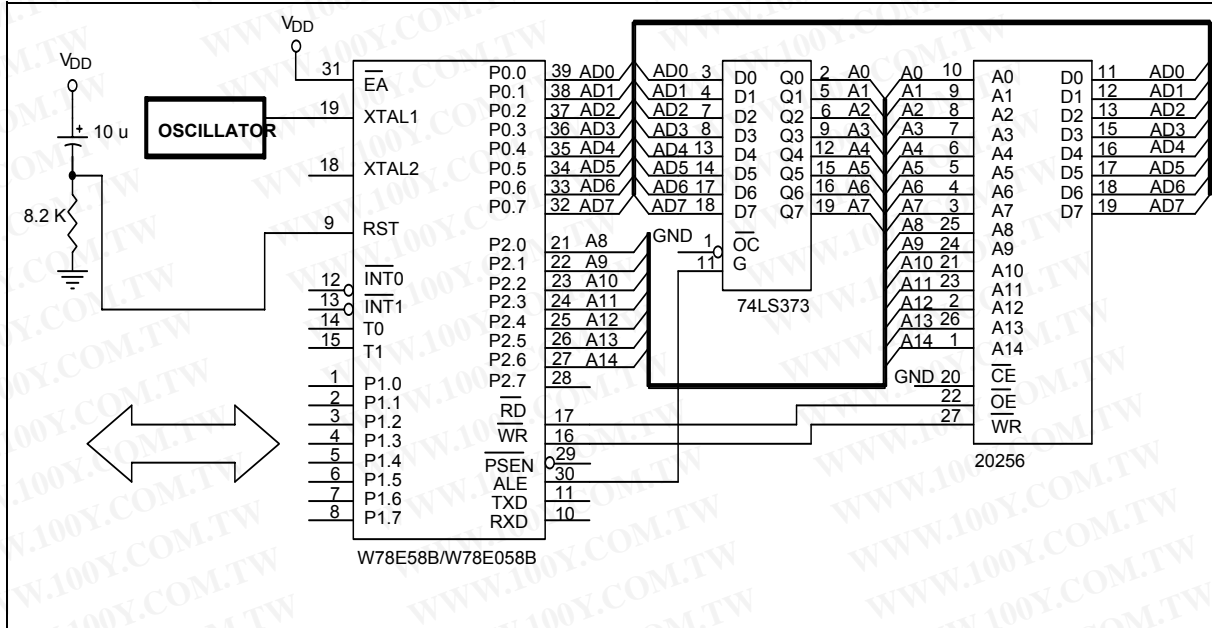 VDD
10 u
8.2 K
OSCILLATOR
VDD
31 EA
19 XTAL1
18 XTAL2
9 RST
12 INT0
13 INT1
14 T0
15 T1
1 P1.0
2 P1.1
3 P1.2
4 P1.3
5 P1.4
6 P1.5
7 P1.6
8 P1.7
P0.0 39 AD0
P0.1 38 AD1
P0.2 37 AD2
P0.3 36 AD3
P0.4 35 AD4
P0.5 34 AD5
P0.6 33 AD6
P0.7 32 AD7
P2.0 21 A8
P2.1 22 A9
P2.2 23 A10
P2.3 24 A11
P2.4 25 A12
P2.5 26 A13
P2.6 27 A14
P2.7 28
RD 17
WR 16
PSEN 29
ALE 30
TXD 11
RXD 10
W78E58B/W78E058B
AD0 3 D0 Q0 2 A0
AD1 4 D1 Q1 5 A1
AD2 7 D2 Q2 6 A2
AD3 8 D3 Q3 9 A3
AD4 13 D4 Q4 12 A4
AD5 14 D5 Q5 15 A5
AD6 17 D6 Q6 16 A6
AD7 18 D7 Q7 19 A7
GND 1 OC
11 G
74LS373
A0 10 A0 D0 11 AD0
A1 9 A1 D1 12 AD1
A2 8 A2 D2 13 AD2
A3 7 A3 D3 15 AD3
A4 6 A4 D4 16 AD4
A5 5 A5 D5 17 AD5
A6 4 A6 D6 18 AD6
A7 3 A7 D7 19 AD7
A8 25 A8
A9 24 A9
A10 21 A10
A11 23 A11
A12 2 A12
A13 26 A13
A14 1 A14
GND 20 CE
22 OE
27 WR
20256
WWW.100Y.COM.TW